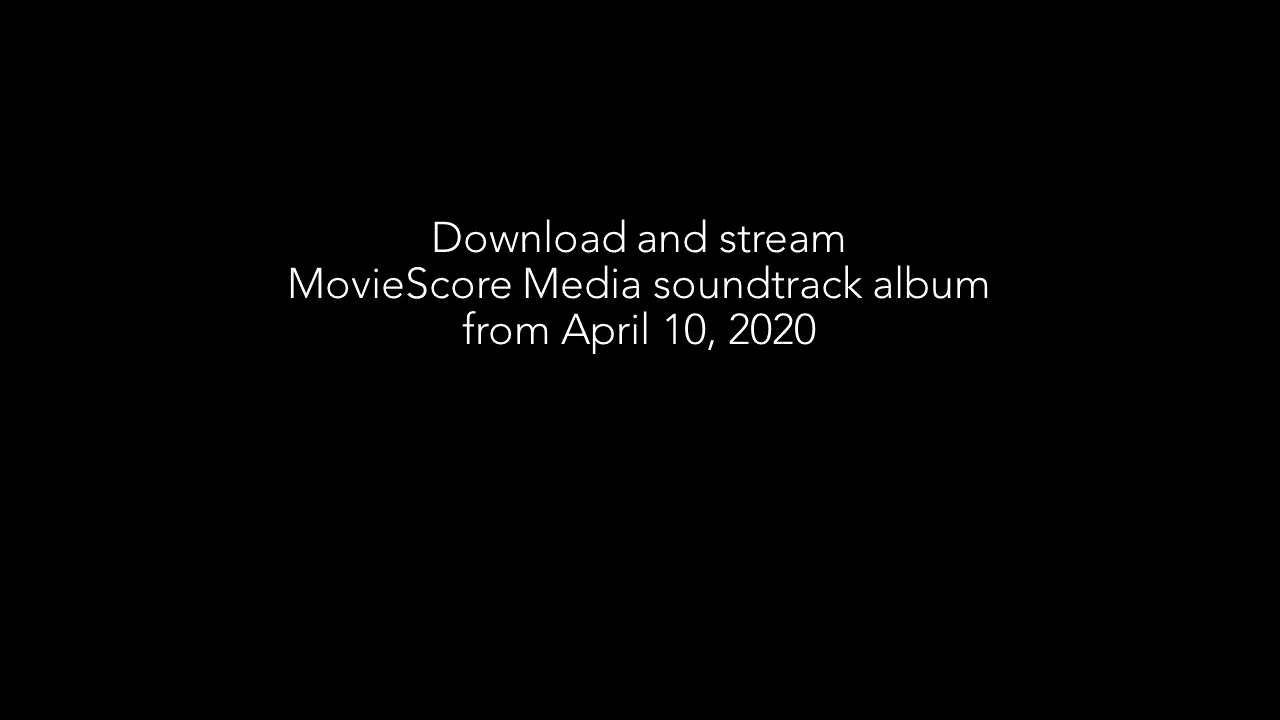 Download and stream
MovieScore Media soundtrack album
from April 10, 2020